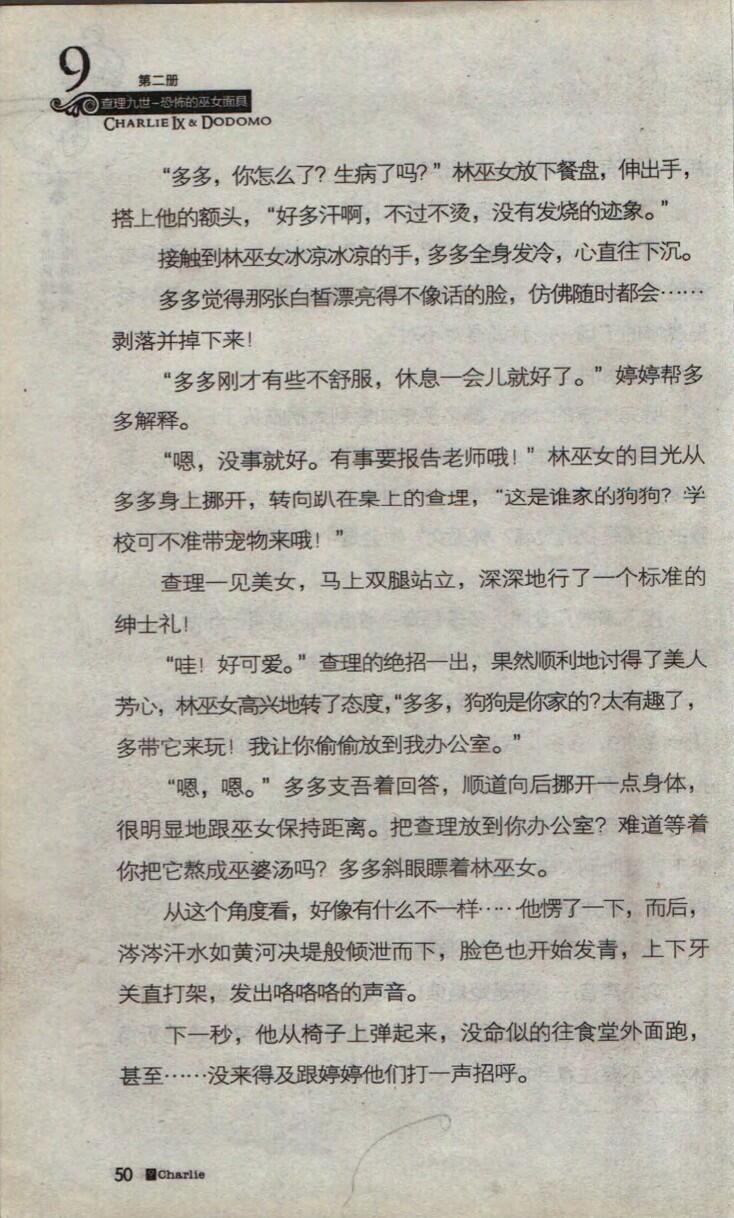 9
第二册
查理九世-恐怖的巫女面具
CHARLIE IX & DODOMO
“多多，你怎么了？生病了吗？”林巫女放下餐盘，伸出手，
搭上他的额头，“好多汗啊，不过不烫，没有发烧的迹象。”
接触到林巫女冰凉冰凉的手，多多全身发冷，心直往下沉。
多多觉得那张白皙漂亮得不像话的脸，仿佛随时都会……
剥落并掉下来！
“多多刚才有些不舒服，休息一会儿就好了。”婷婷帮多
多解释。
“嗯，没事就好。有事要报告老师哦！”林巫女的目光从
多多身上挪开，转向趴在桌上的查理，“这是谁家的狗狗？学
校可不准带宠物来哦！”
查理一见美女，马上双腿站立，深深地行了一个标准的
绅士礼！
“哇！好可爱。”查理的绝招一出，果然顺利地讨得了美人
芳心，林巫女高兴地转了态度，“多多，狗狗是你家的？太有趣了，
多带它来玩！我让你偷偷放到我办公室。”
“嗯，嗯。”多多支吾着回答，顺道向后挪开一点身体，
很明显地跟巫女保持距离。把查理放到你办公室？难道等着
你把它熬成巫婆汤吗？多多斜眼瞟着林巫女。
从这个角度看，好像有什么不一样……他愣了一下，而后，
涔涔汗水如黄河决堤般倾泄而下，脸色也开始发青，上下牙
关直打架，发出咯咯咯的声音。
下一秒，他从椅子上弹起来，没命似的往食堂外面跑，
甚至……没来得及跟婷婷他们打一声招呼。
50 Charlie